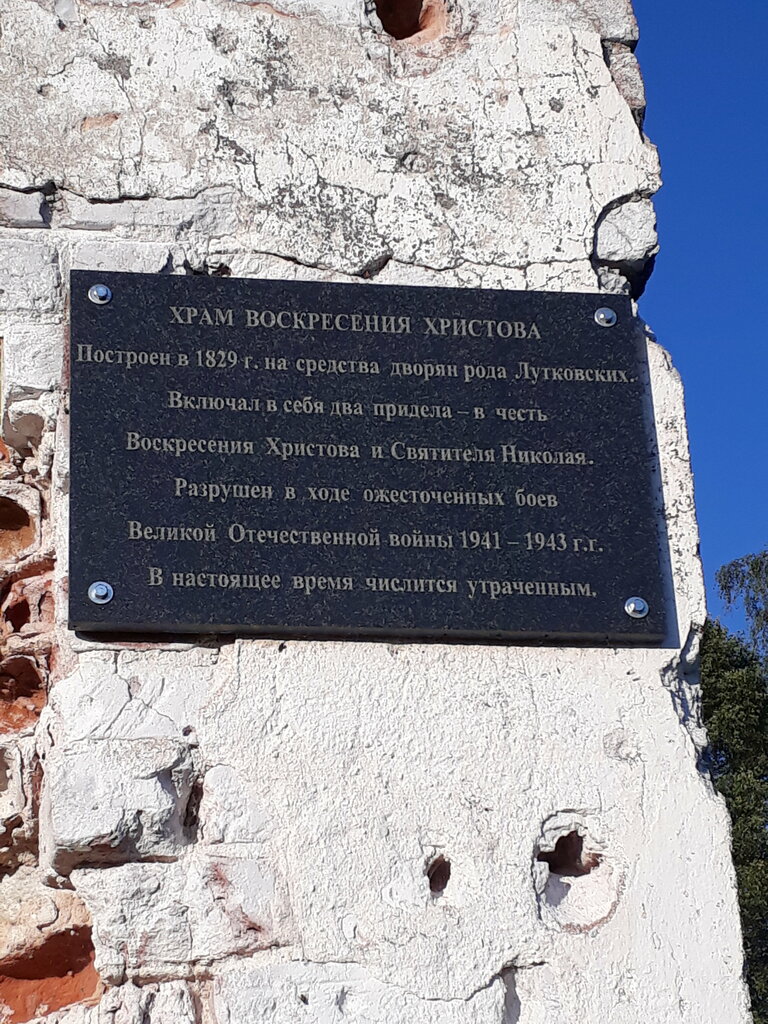 ХРАМ ВОСКРЕСЕНИЯ ХРИСТОВА
Построен в 1829 г. на средства дворян рода Лутковских.
Включал в себя два придела – в честь
Воскресения Христова и Святителя Николая.
Разрушен в ходе ожесточенных боев
Великой Отечественной войны 1941 – 1943 г.г.
В настоящее время числится утраченным.